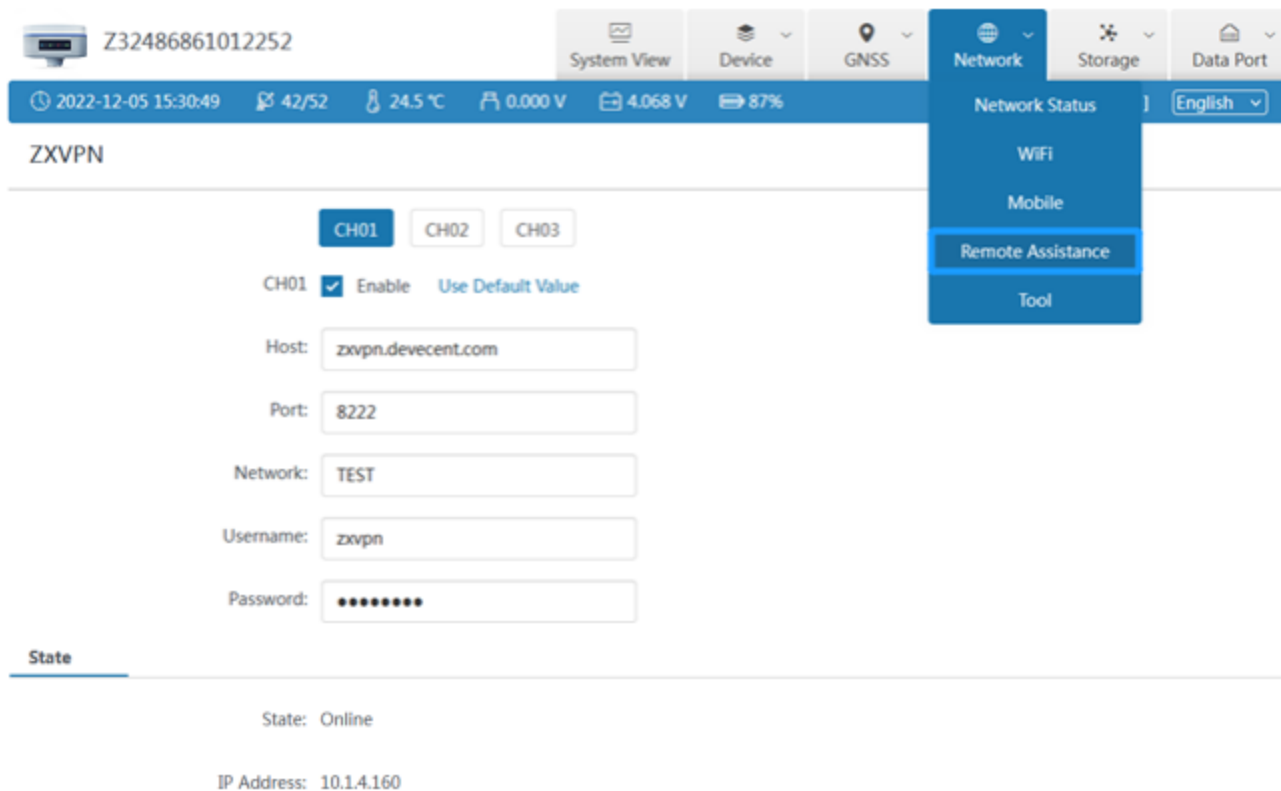 Z32486861012252
System View
Device
GNSS
Network
Storage
Data Port
2022-12-05 15:30:49 42/52 24.5 ℃ 0.000 V 4.068 V 87% ] English
Network Status
WiFi
Mobile
Remote Assistance
Tool
ZXVPN
CH01 CH02 CH03
CH01 Enable Use Default Value
Host: zxvpn.devecent.com
Port: 8222
Network: TEST
Username: zxvpn
Password: ••••••••
State
State: Online
IP Address: 10.1.4.160